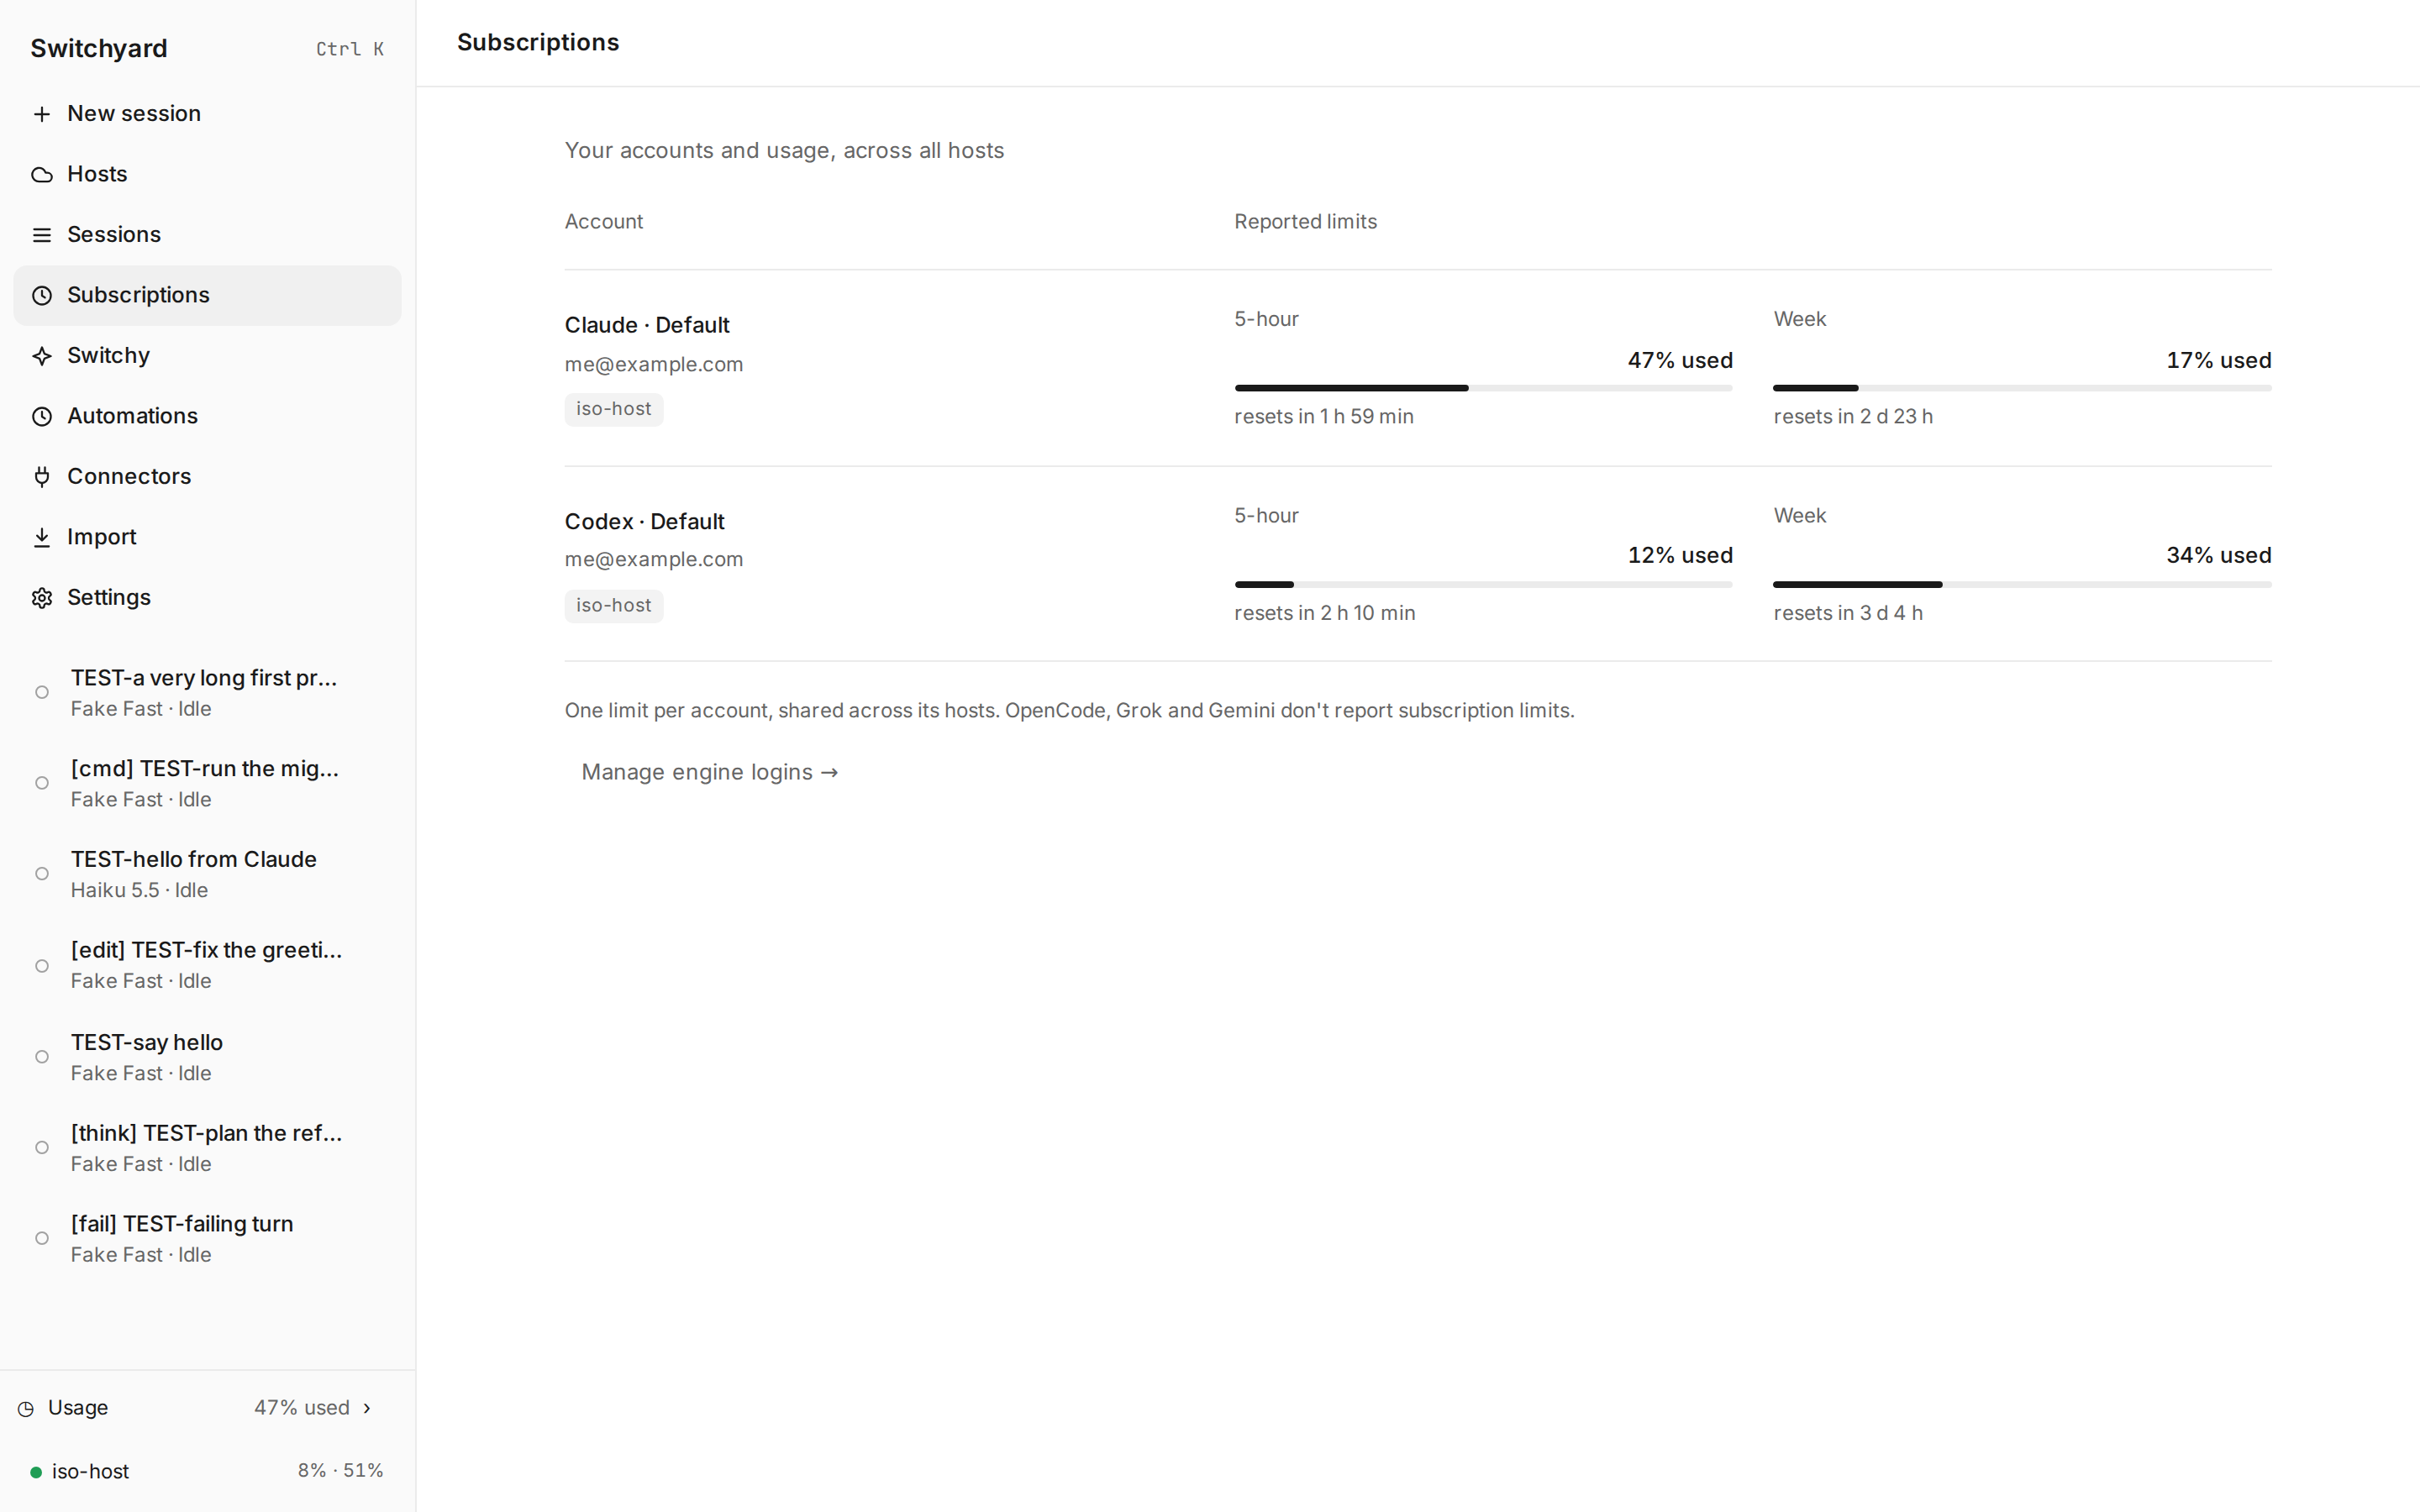 Switchyard Ctrl K
New session
Hosts
Sessions
Subscriptions
Switchy
Automations
Connectors
Import
Settings
TEST-a very long first pr...
Fake Fast · Idle
[cmd] TEST-run the mig...
Fake Fast · Idle
TEST-hello from Claude
Haiku 5.5 · Idle
[edit] TEST-fix the greeti...
Fake Fast · Idle
TEST-say hello
Fake Fast · Idle
[think] TEST-plan the ref...
Fake Fast · Idle
[fail] TEST-failing turn
Fake Fast · Idle
Usage 47% used ›
iso-host 8% · 51%
Subscriptions
Your accounts and usage, across all hosts
Account Reported limits
Claude · Default
me@example.com
iso-host
5-hour
47% used
resets in 1 h 59 min
Week
17% used
resets in 2 d 23 h
Codex · Default
me@example.com
iso-host
5-hour
12% used
resets in 2 h 10 min
Week
34% used
resets in 3 d 4 h
One limit per account, shared across its hosts. OpenCode, Grok and Gemini don't report subscription limits.
Manage engine logins →